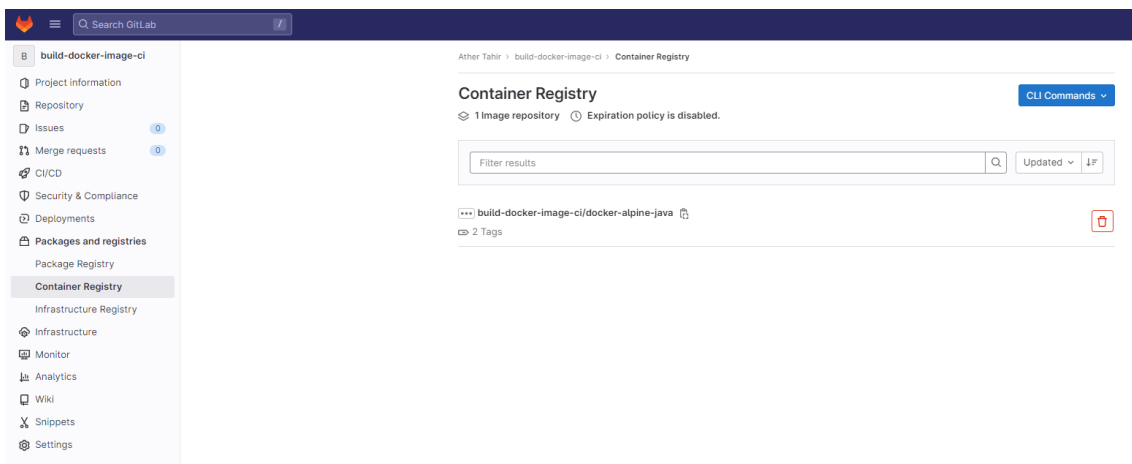 Search GitLab /
B build-docker-image-ci
Project information
Repository
Issues 0
Merge requests 0
CI/CD
Security & Compliance
Deployments
Packages and registries
Package Registry
Container Registry
Infrastructure Registry
Infrastructure
Monitor
Analytics
Wiki
Snippets
Settings
Ather Tahir › build-docker-image-ci › Container Registry
Container Registry
CLI Commands
1 Image repository Expiration policy is disabled.
Filter results
Updated
build-docker-image-ci/docker-alpine-java
2 Tags